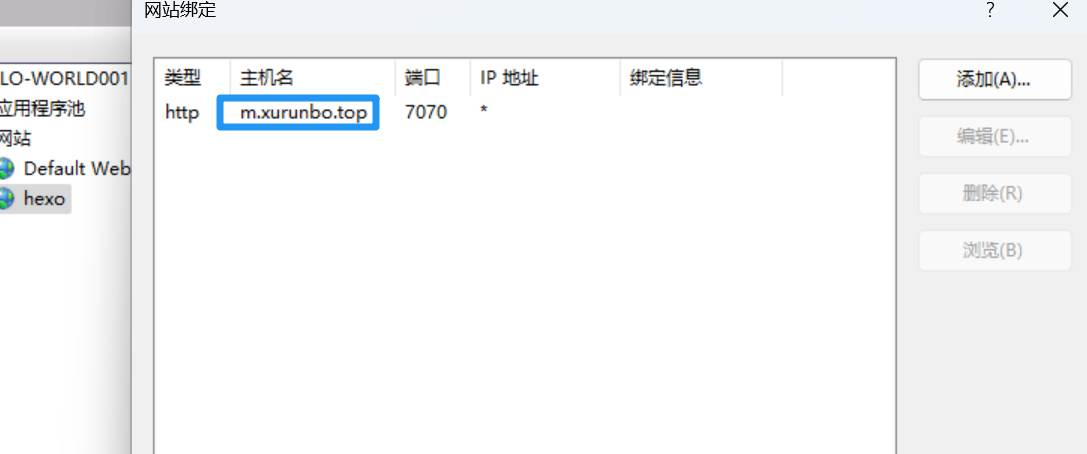 网站绑定
? ×
LO-WORLD001
应用程序池
网站
Default Web
hexo
类型 主机名 端口 IP 地址 绑定信息
http m.xurunbo.top 7070 *
添加(A)...
编辑(E)...
删除(R)
浏览(B)